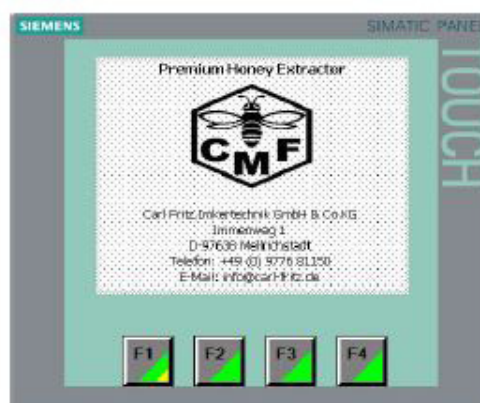 SIEMENS
SIMATIC PANEL
TOUCH
Premium Honey Extractor
CMF
Carl Fritz Imkertechnik GmbH & Co.KG
Immenweg 1
D-97638 Mellrichstadt
Telefon: +49 (0) 9776 81150
E-Mail: info@carl-fritz.de
F1 F2 F3 F4